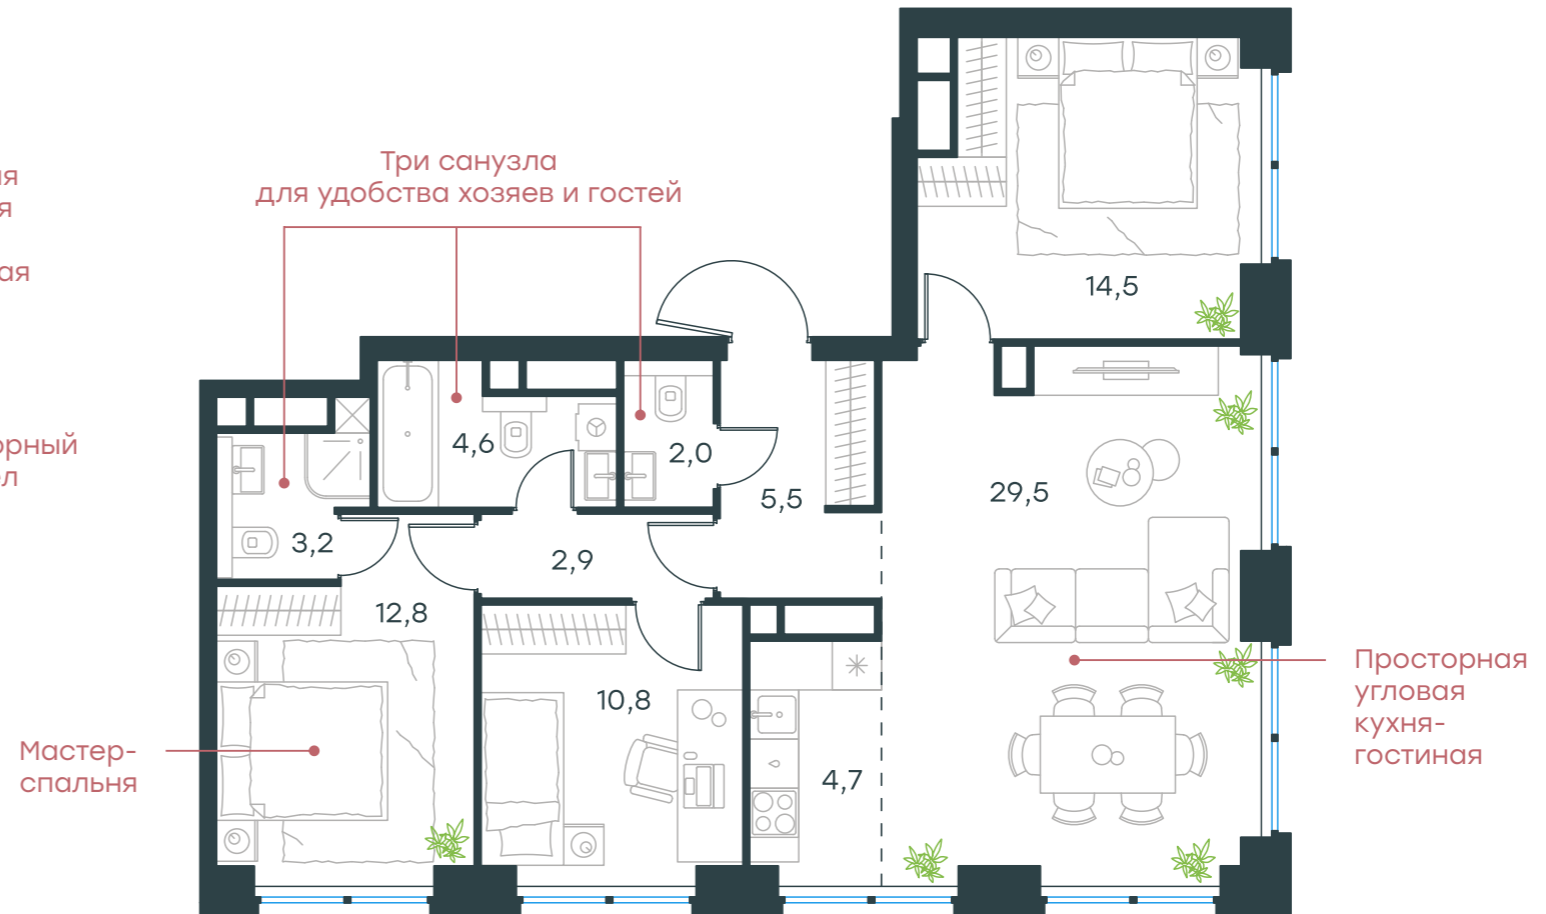 Три санузла
для удобства хозяев и гостей
14,5
4,6
2,0
5,5
29,5
3,2
2,9
12,8
10,8
4,7
Мастер-
спальня
Просторная
угловая
кухня-
гостиная